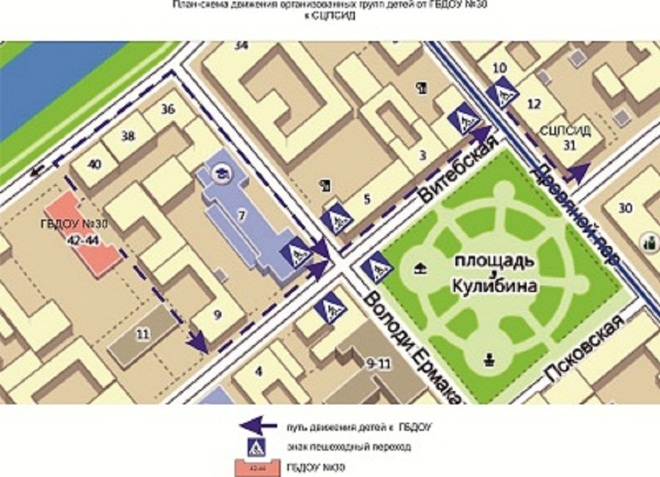 План-схема движения организованных групп детей от ГБДОУ №30
к СЦПСИД
34
10
36
12
38
СЦПСИД
31
40
3
Витебская
Дровяной пер.
5
30
7
ГБДОУ №30
42-44
площадь
Кулибина
9
11
Володи Ермака
Псковская
9-11
4
путь движения детей к ГБДОУ
знак пешеходный переход
42-44
ГБДОУ №30